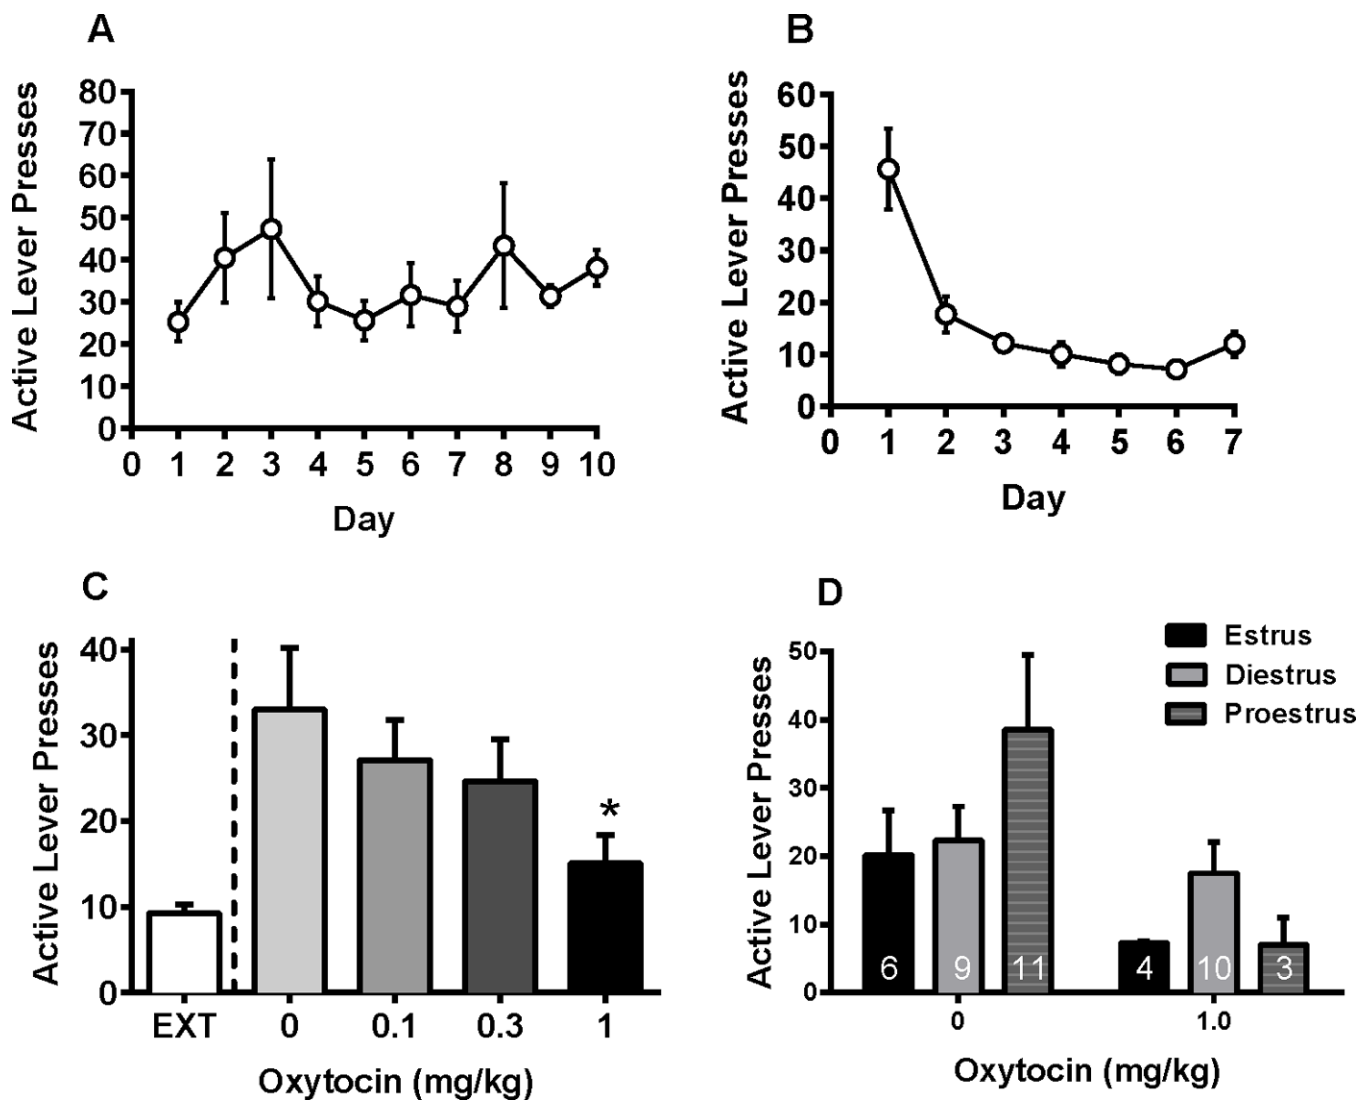 A
Active Lever Presses
80
70
60
50
40
30
20
10
0
0 1 2 3 4 5 6 7 8 9 10
Day
B
Active Lever Presses
60
50
40
30
20
10
0
0 1 2 3 4 5 6 7
Day
C
Active Lever Presses
40
30
20
10
0
*
EXT 0 0.1 0.3 1
Oxytocin (mg/kg)
D
Estrus
Diestrus
Proestrus
Active Lever Presses
50
40
30
20
10
0
6 9 11 4 10 3
0 1.0
Oxytocin (mg/kg)